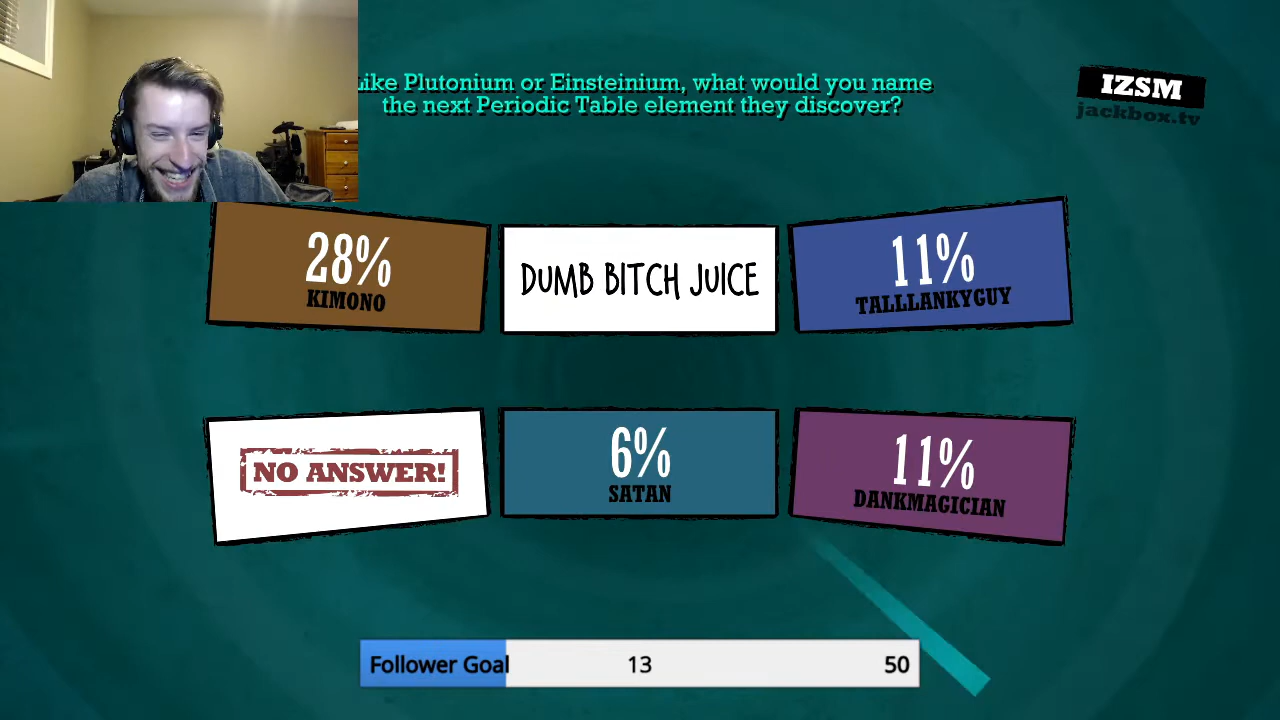 ike Plutonium or Einsteinium, what would you name
the next Periodic Table element they discover?
IZSM
jackbox.tv
28%
KIMONO
DUMB BITCH JUICE
11%
TALLLANKYGUY
NO ANSWER!
6%
SATAN
11%
DANKMAGICIAN
Follower Goal 13 50